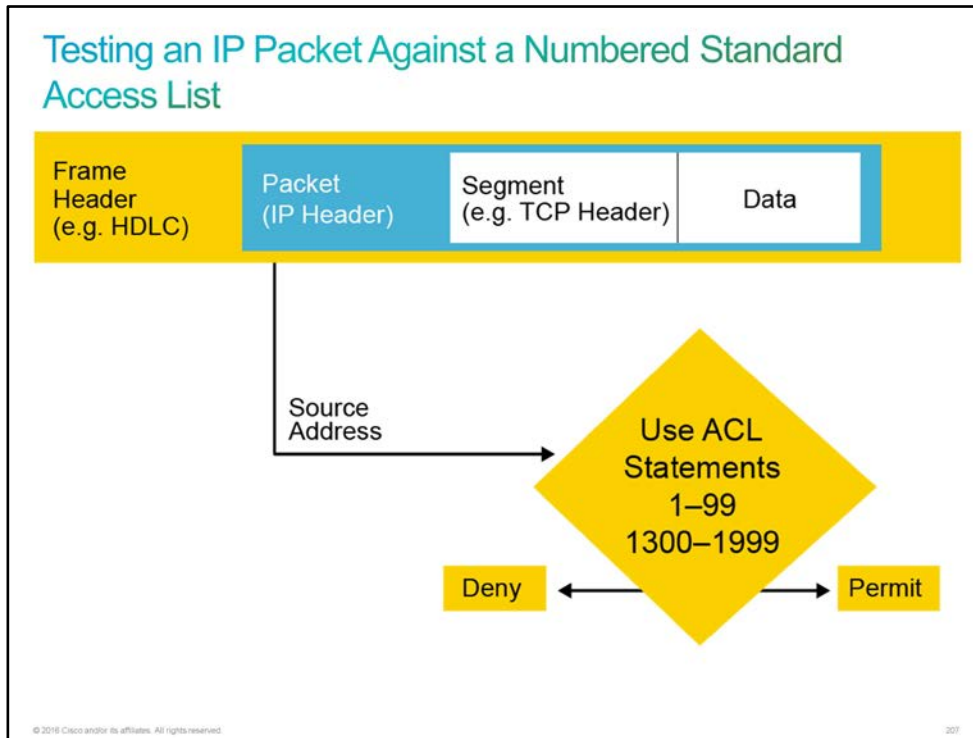 Testing an IP Packet Against a Numbered Standard
Access List
Frame
Header
(e.g. HDLC)
Packet
(IP Header)
Segment
(e.g. TCP Header)
Data
Source
Address
Use ACL
Statements
1–99
1300–1999
Deny
Permit
© 2016 Cisco and/or its affiliates. All rights reserved.
207